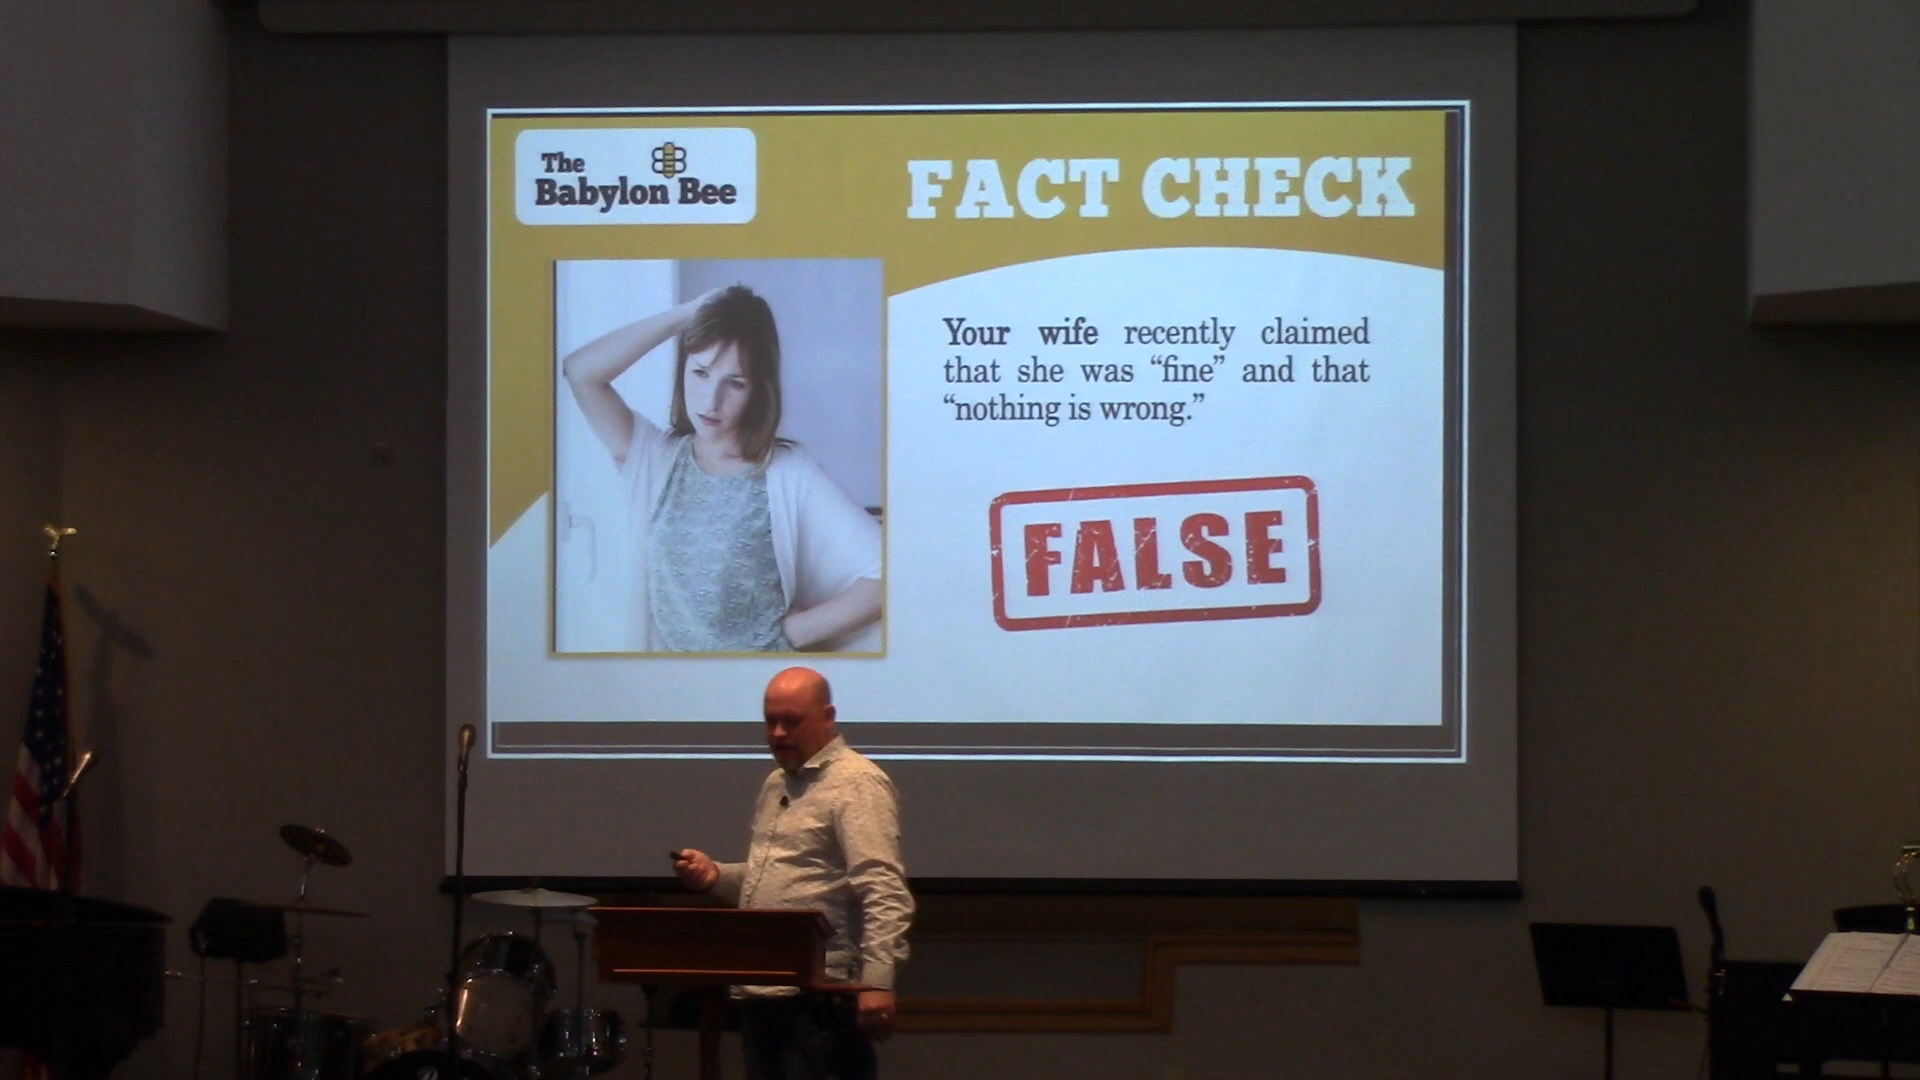 The
Babylon Bee
FACT CHECK
Your wife recently claimed
that she was “fine” and that
“nothing is wrong.”
FALSE